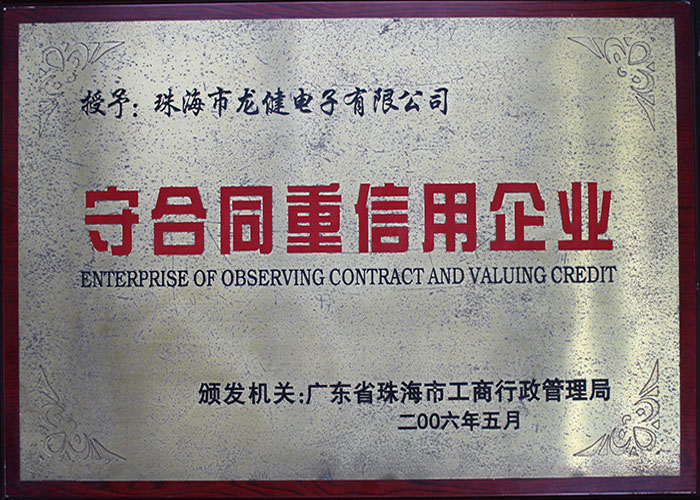 授予：珠海市龙健电子有限公司
守合同重信用企业
ENTERPRISE OF OBSERVING CONTRACT AND VALUING CREDIT
颁发机关：广东省珠海市工商行政管理局
二00六年五月